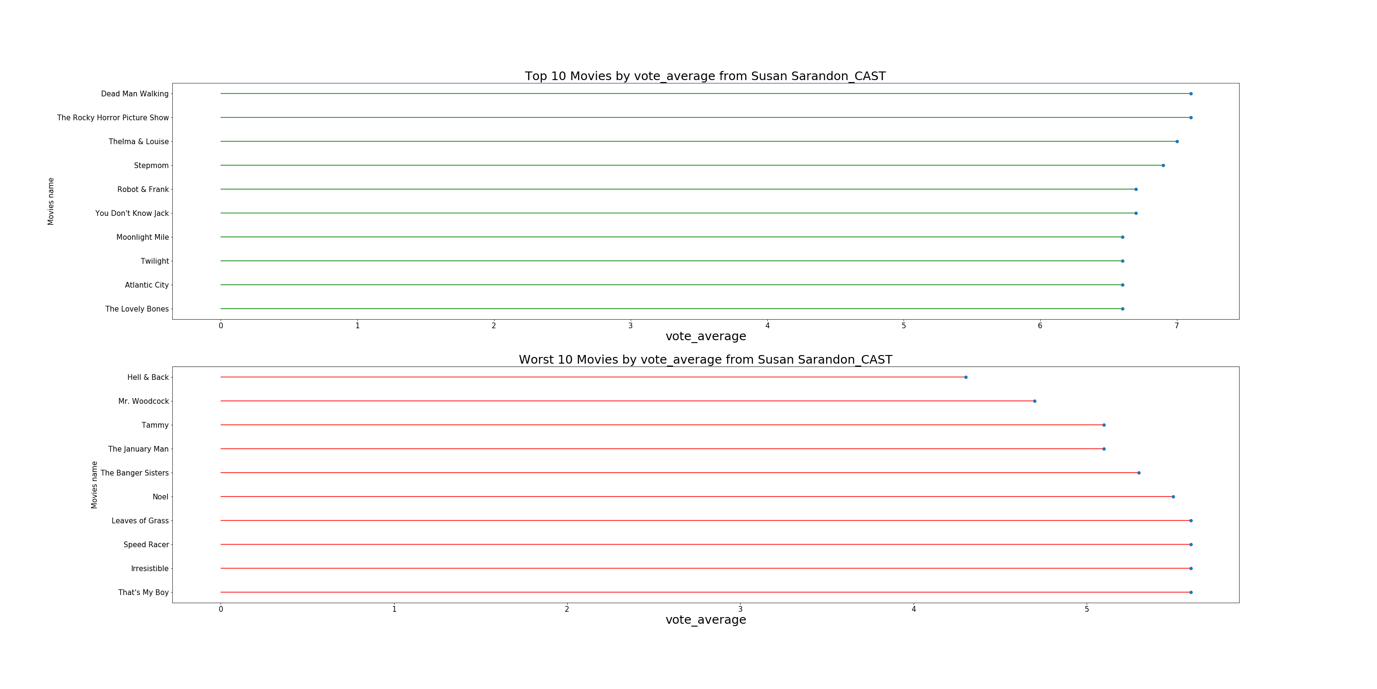 Top 10 Movies by vote_average from Susan Sarandon_CAST
Movies name
Dead Man Walking
The Rocky Horror Picture Show
Thelma & Louise
Stepmom
Robot & Frank
You Don't Know Jack
Moonlight Mile
Twilight
Atlantic City
The Lovely Bones
0 1 2 3 4 5 6 7
vote_average
Worst 10 Movies by vote_average from Susan Sarandon_CAST
Movies name
Hell & Back
Mr. Woodcock
Tammy
The January Man
The Banger Sisters
Noel
Leaves of Grass
Speed Racer
Irresistible
That's My Boy
0 1 2 3 4 5
vote_average